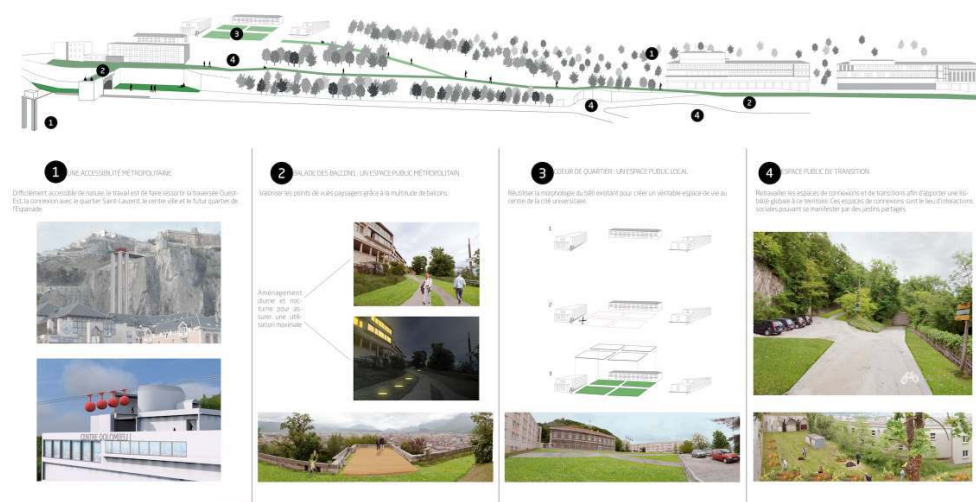 3
1
4
2
4
2
4
1
1
UNE ACCESSIBILITÉ MÉTROPOLITAINE
Difficilement accessible de nature, le travail est de faire ressortir la traversée Ouest-
Est, la connexion avec le quartier Saint-Laurent, le centre ville et le futur quartier de
l'Esplanade.
CENTRE DOLOMIEU
2
BALADE DES BALCONS : UN ESPACE PUBLIC MÉTROPOLITAIN
Valoriser les points de vues paysagers grâce à la multitude de balcons.
Aménagement
diurne et noc-
turne pour as-
surer une utili-
sation maximale
3
COEUR DE QUARTIER : UN ESPACE PUBLIC LOCAL
Réutiliser la morphologie du bâti existant pour créer un véritable espace de vie au
centre de la cité universitaire.
1
2
3
4
ESPACE PUBLIC DE TRANSITION
Retravailler les espaces de connexions et de transitions afin d'apporter une lisi-
bilité globale à ce territoire. Ces espaces de connexions sont le lieu d'interactions
sociales pouvant se manifester par des jardins partagés.